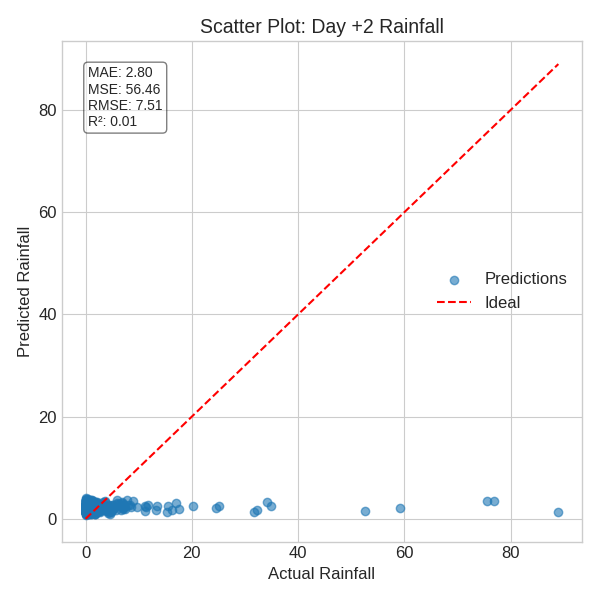 Scatter Plot: Day +2 Rainfall
MAE: 2.80
MSE: 56.46
RMSE: 7.51
R²: 0.01
80
60
40
20
0
Predicted Rainfall
Predictions
Ideal
0 20 40 60 80
Actual Rainfall